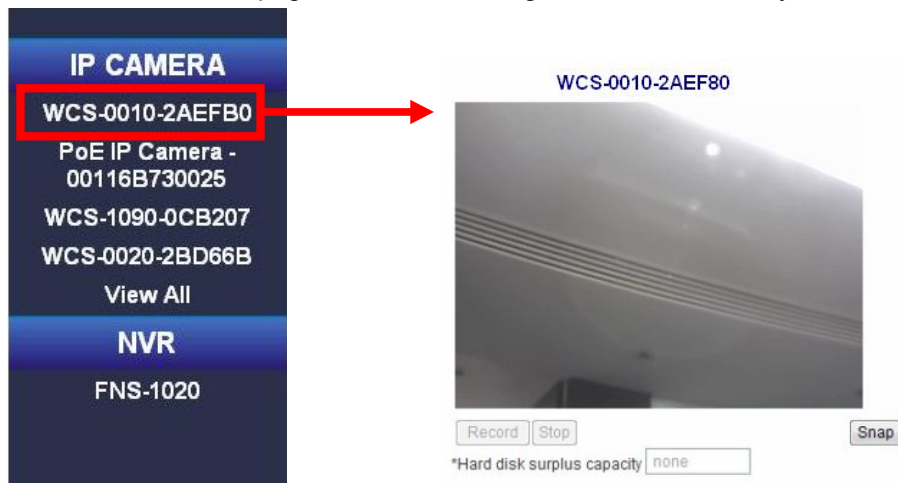 IP CAMERA
WCS-0010-2AEFB0
PoE IP Camera -
00116B730025
WCS-1090-0CB207
WCS-0020-2BD66B
View All
NVR
FNS-1020
WCS-0010-2AEF80
Record Stop Snap
*Hard disk surplus capacity none